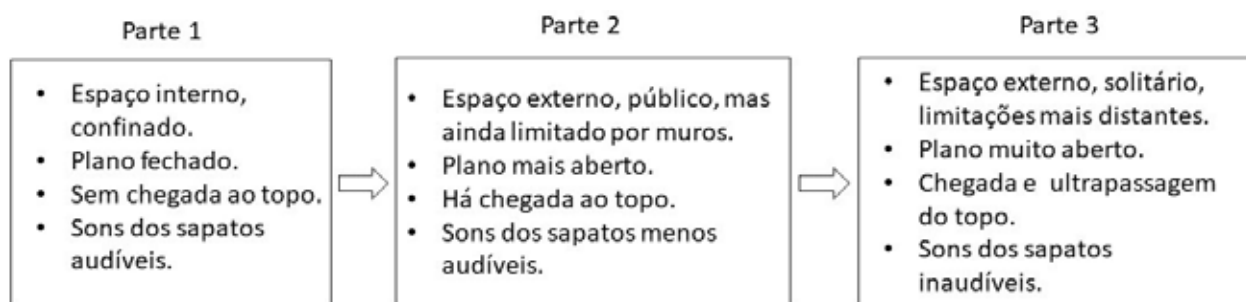 Parte 1
• Espaço interno,
confinado.
• Plano fechado.
• Sem chegada ao topo.
• Sons dos sapatos
audíveis.
Parte 2
• Espaço externo, público, mas
ainda limitado por muros.
• Plano mais aberto.
• Há chegada ao topo.
• Sons dos sapatos menos
audíveis.
Parte 3
• Espaço externo, solitário,
limitações mais distantes.
• Plano muito aberto.
• Chegada e ultrapassagem
do topo.
• Sons dos sapatos
inaudíveis.